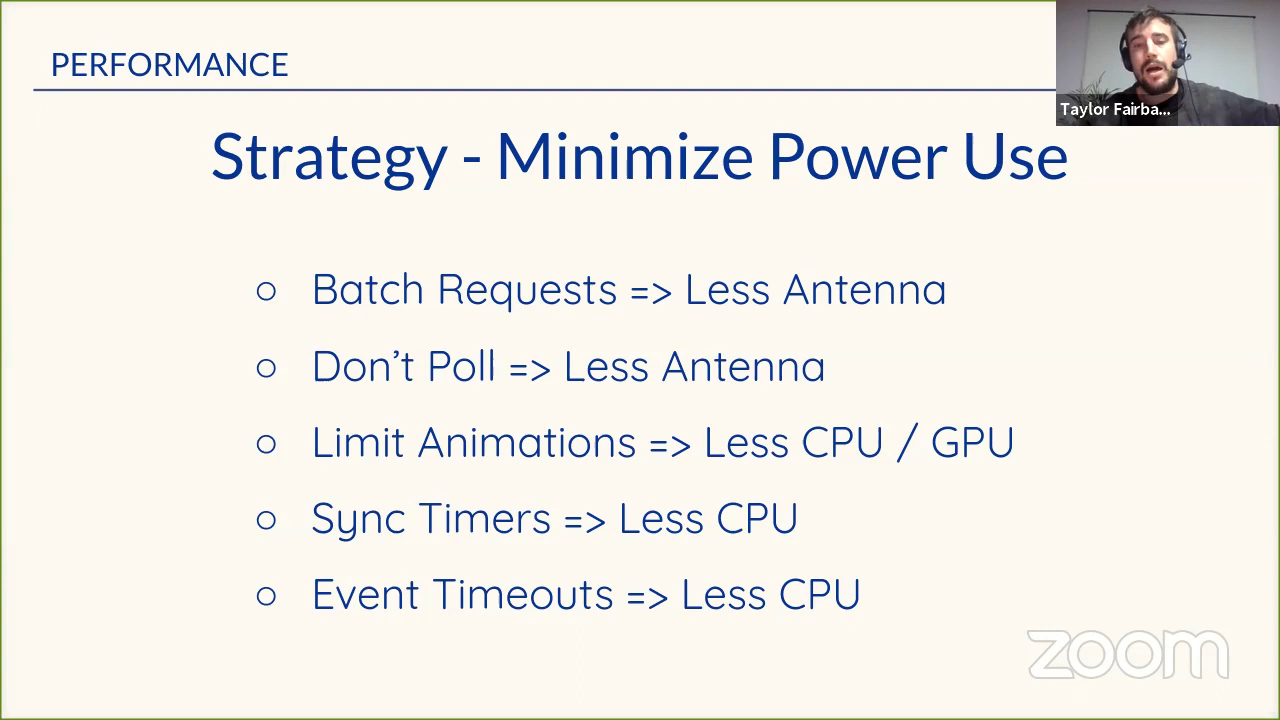 PERFORMANCE
Taylor Fairba...
Strategy - Minimize Power Use
○ Batch Requests => Less Antenna
○ Don’t Poll => Less Antenna
○ Limit Animations => Less CPU / GPU
○ Sync Timers => Less CPU
○ Event Timeouts => Less CPU
zoom